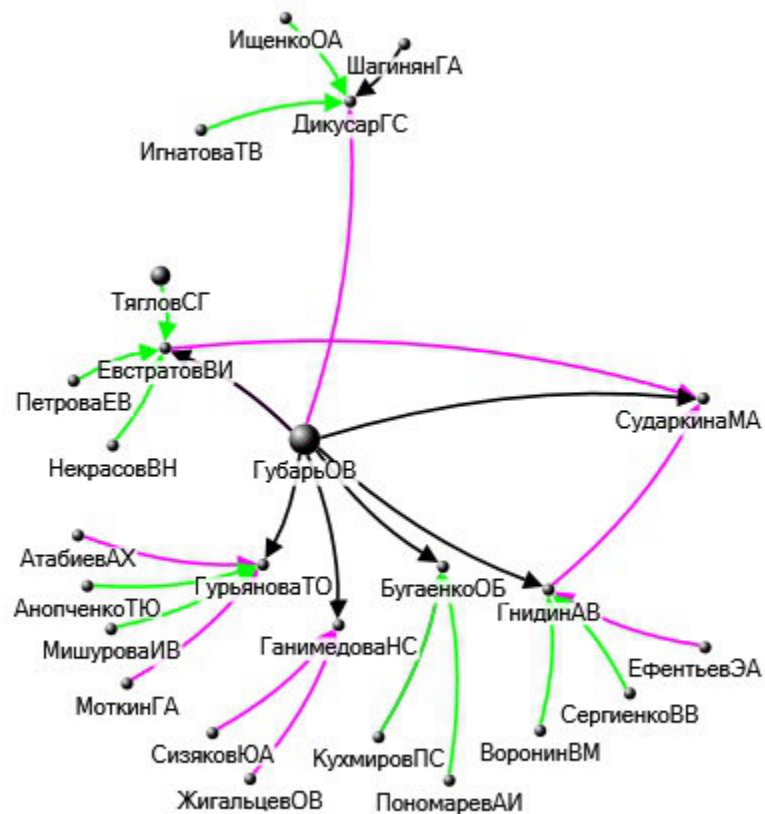 ИщенкоОА
ШагинянГА
ДикусарГС
ИгнатоваТВ
ТягловСГ
ЕвстратовВИ
ПетроваЕВ
СударкинаМА
НекрасовВН
ГубарьОВ
АтабиевАХ
ГурьяноваТО
БугаенкоОБ
АнопченкоТЮ
ГнидинАВ
МишуроваИВ
ГанимедоваНС
ЕфентьевЭА
МоткинГА
СергиенкоВВ
СизяковЮА
КухмировПС
ВоронинВМ
ЖигальцевОВ
ПономаревАИ